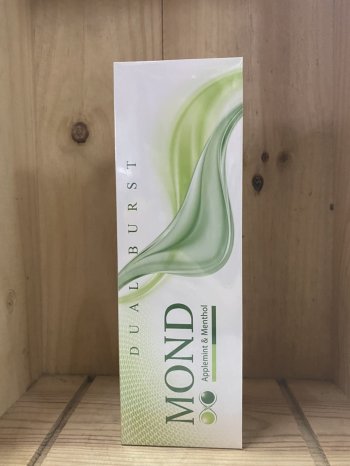 DUAL BURST
MOND
Applemint & Menthol